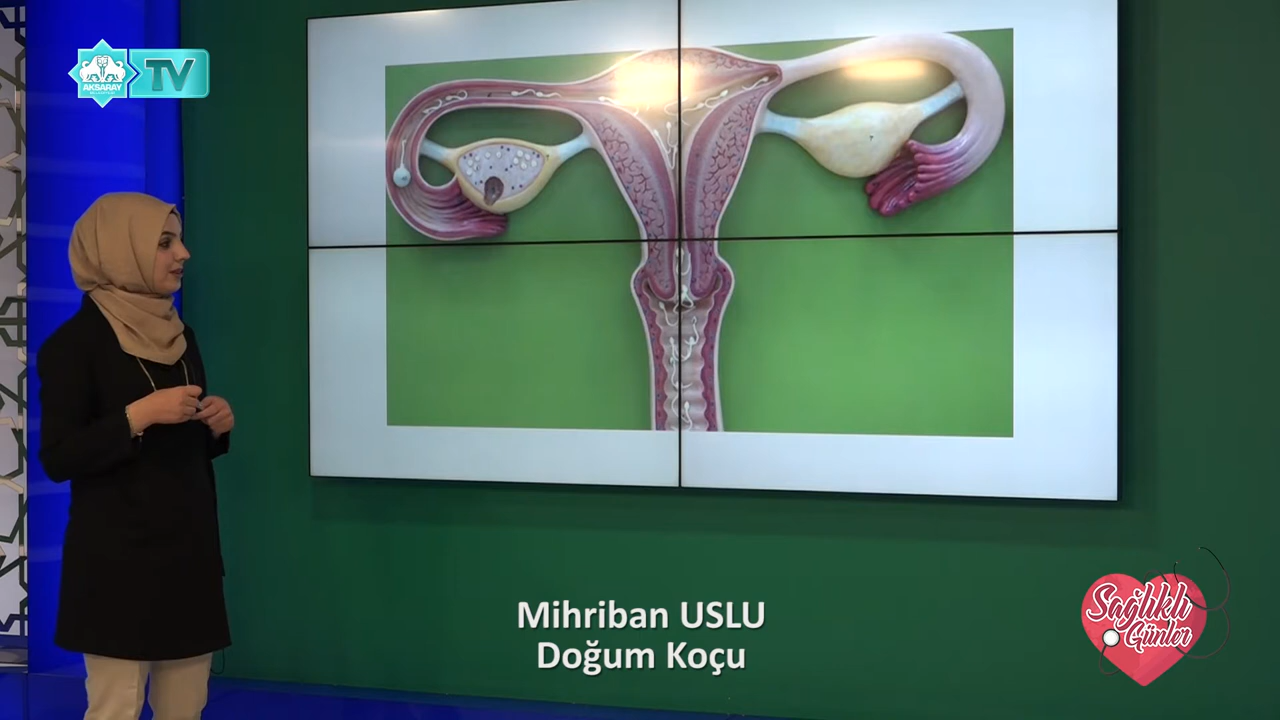 AKSARAY
TV
Mihriban USLU
Doğum Koçu
Sağlıklı
Günler